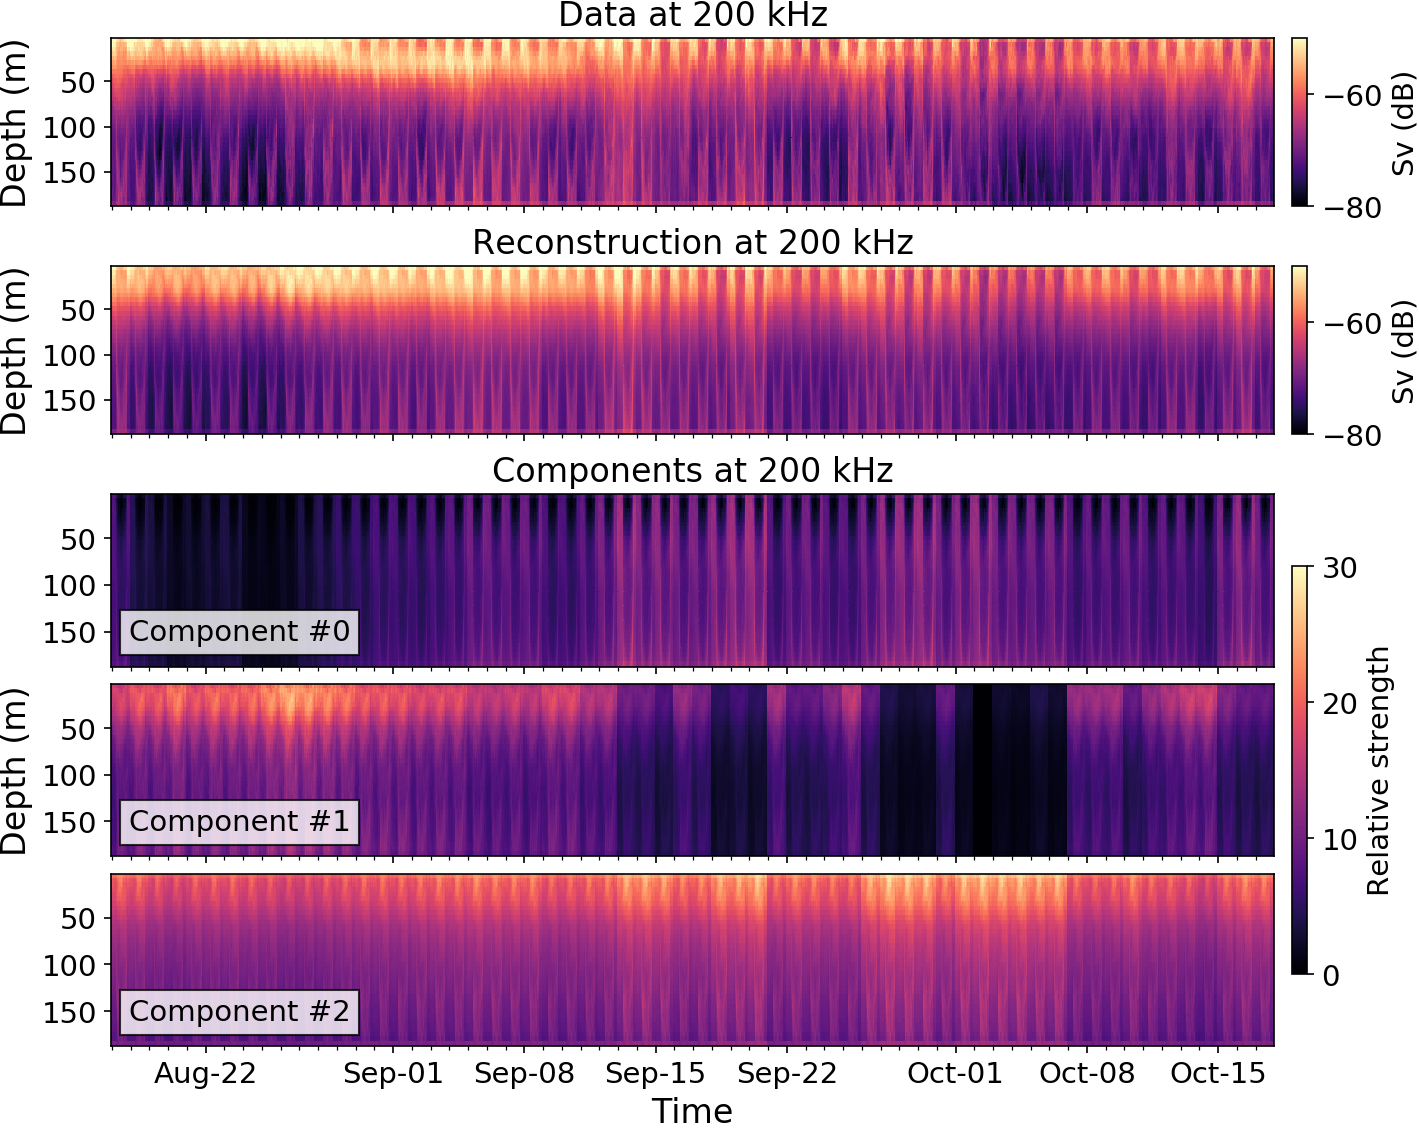 Data at 200 kHz
Depth (m)
50
100
150
−60
−80
Sv (dB)
Reconstruction at 200 kHz
Depth (m)
50
100
150
−60
−80
Sv (dB)
Components at 200 kHz
50
100
150
Component #0
Depth (m)
50
100
150
Component #1
50
100
150
Component #2
30
20
10
0
Relative strength
Aug-22 Sep-01 Sep-08 Sep-15 Sep-22 Oct-01 Oct-08 Oct-15
Time